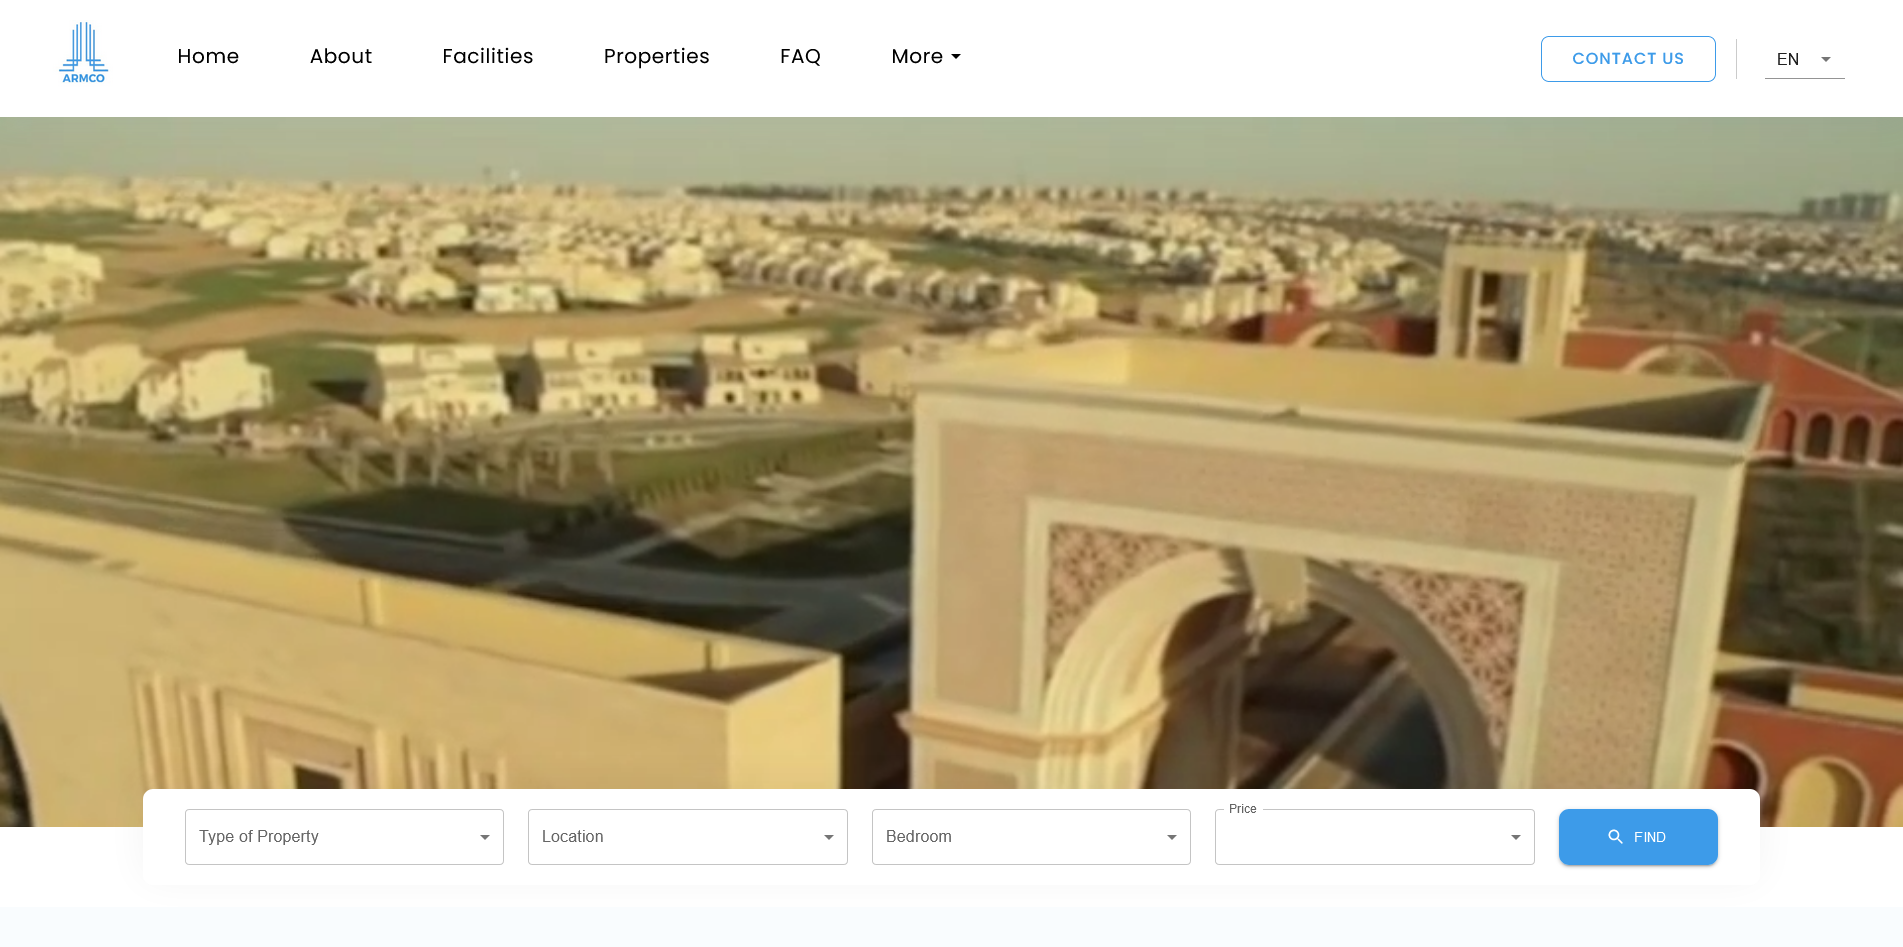 ARMCO
Home
About
Facilities
Properties
FAQ
More
CONTACT US
EN
Type of Property
Location
Bedroom
Price
FIND